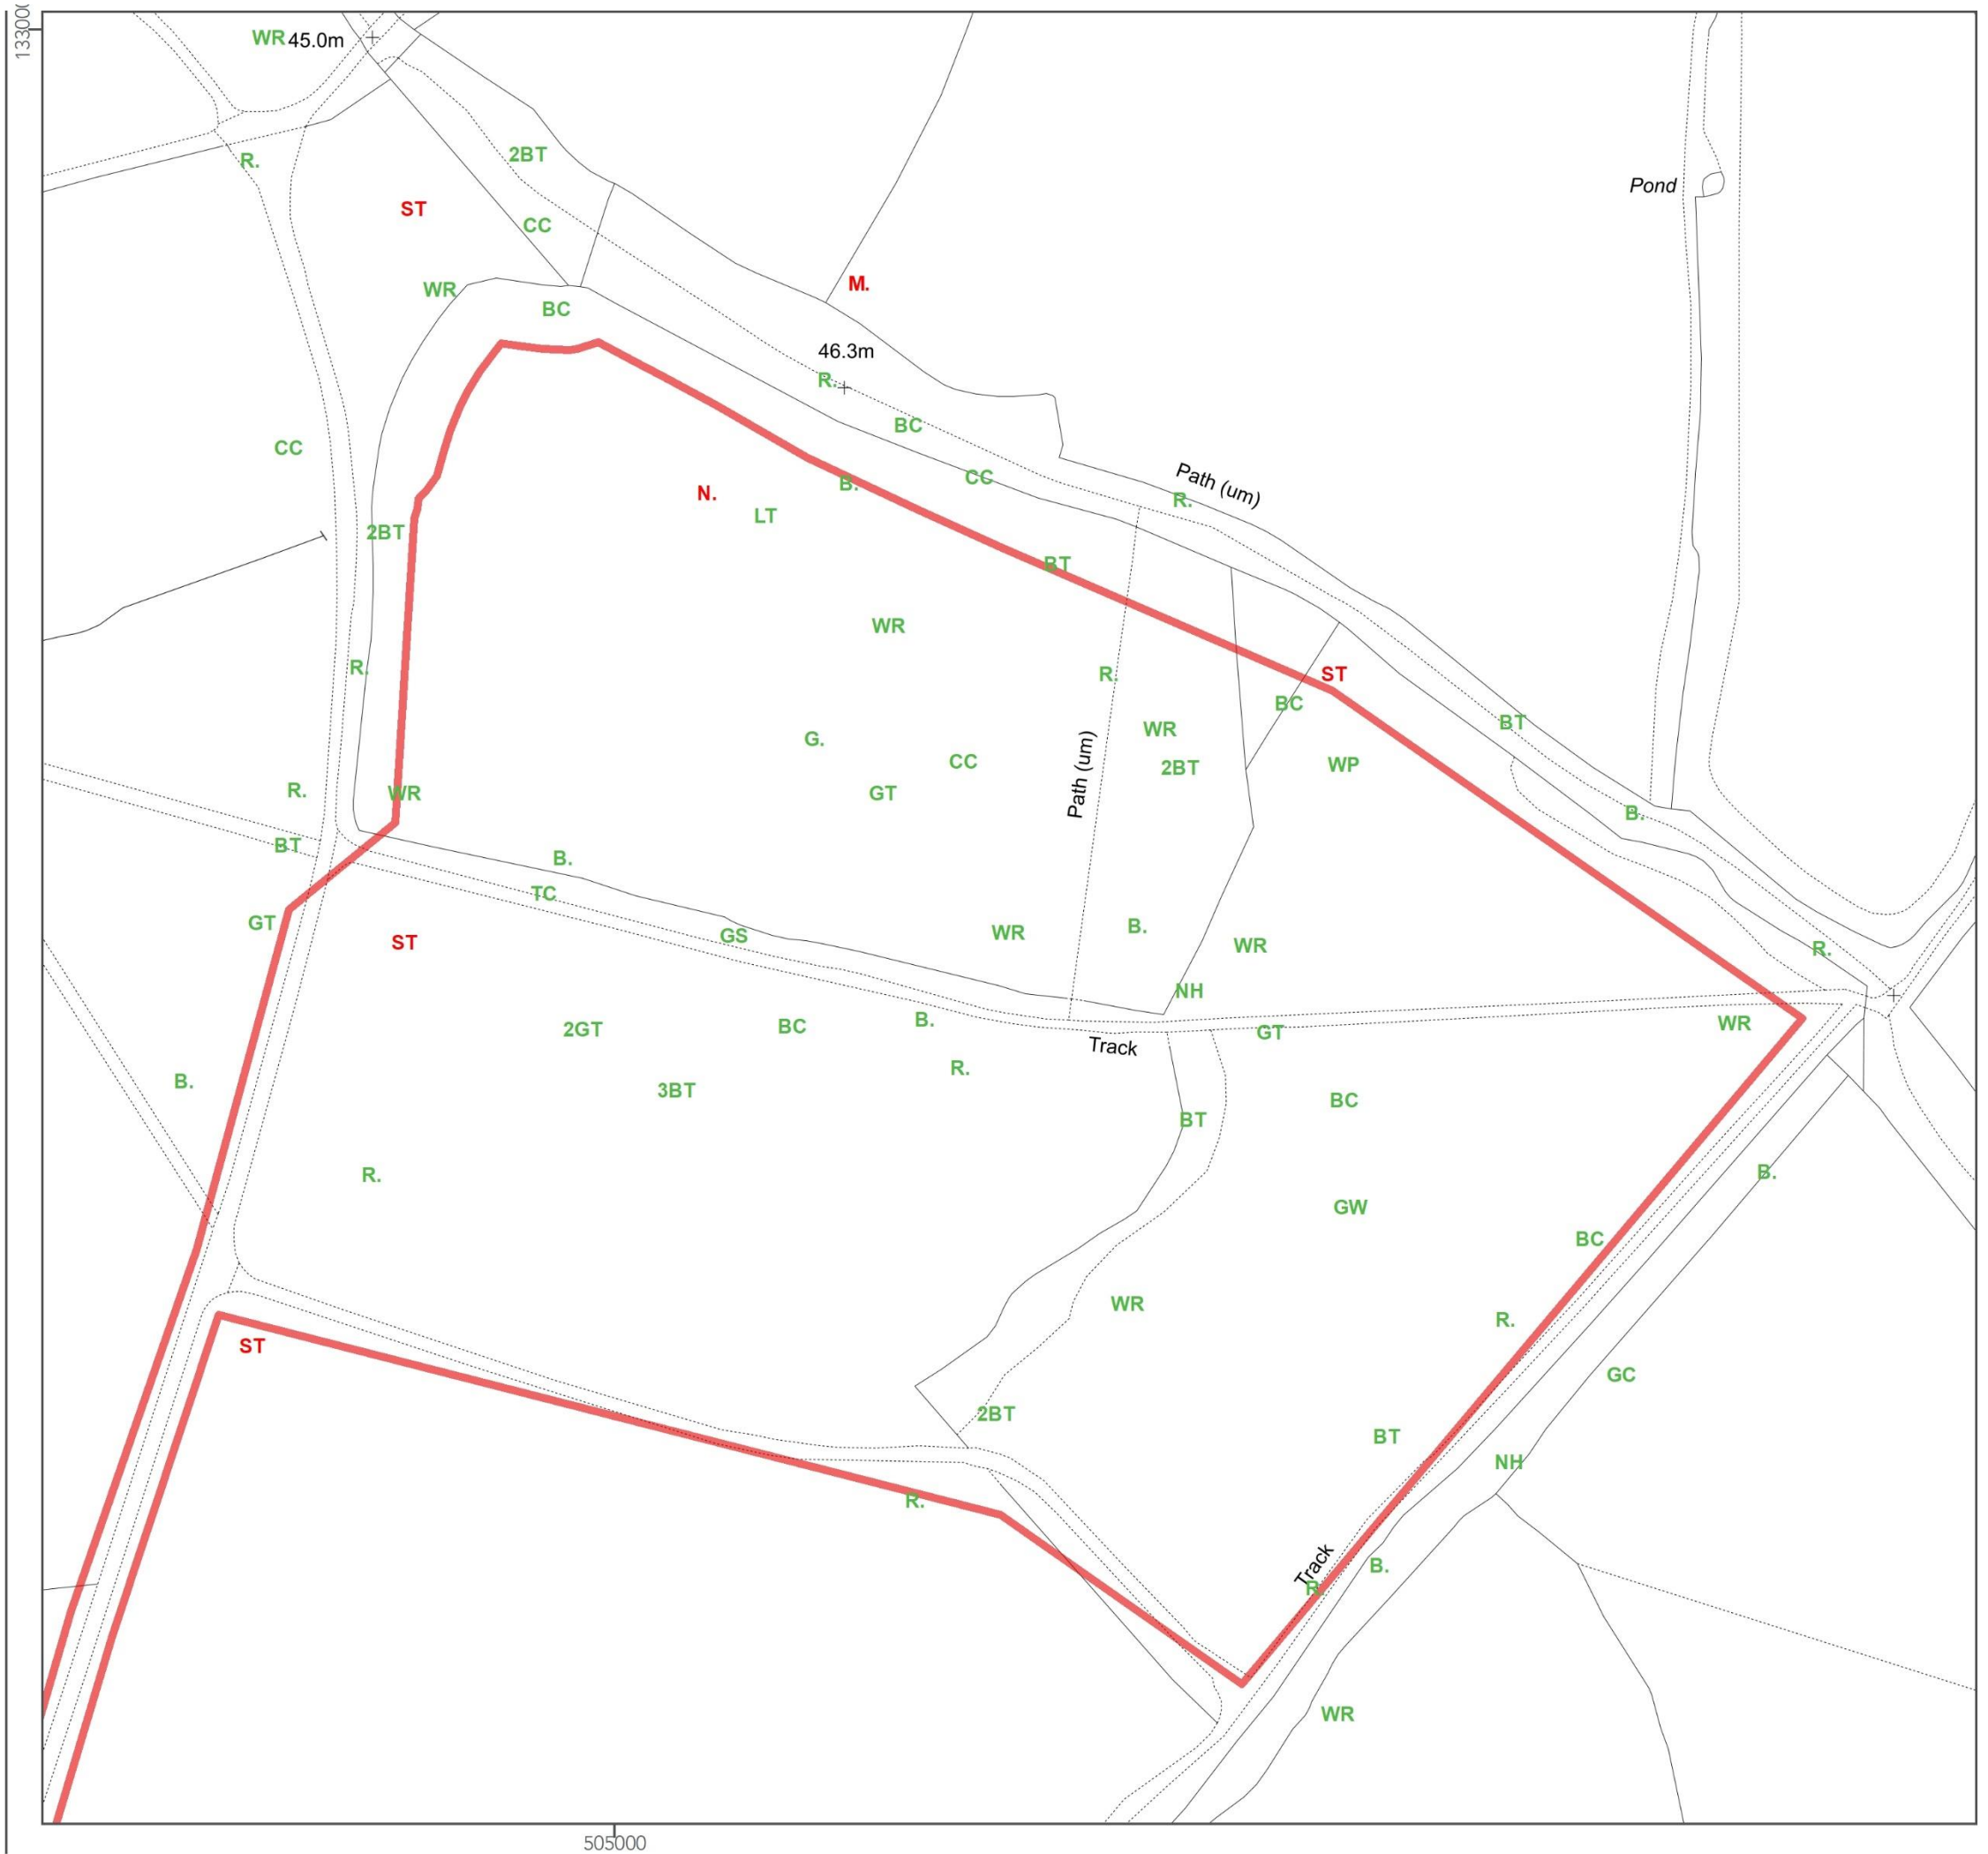 133000
WR 45.0m
2BT
R.
Pond
ST
CC
M.
WR
BC
46.3m
R.
BC
CC
CC
Path (um)
B.
N.
R.
LT
2BT
BT
WR
R.
R.
ST
BC
BT
WR
G.
CC
2BT
WP
Path (um)
R.
WR
GT
B.
BT
B.
TC
GT
B.
GS
WR
ST
WR
R.
NH
2GT
BC
B.
GT
WR
Track
R.
B.
3BT
BC
BT
R.
B.
GW
BC
WR
R.
ST
GC
2BT
BT
NH
R.
Track
B.
R.
WR
505000